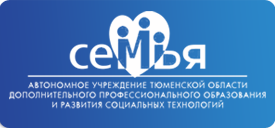 семья
АВТОНОМНОЕ УЧРЕЖДЕНИЕ ТЮМЕНСКОЙ ОБЛАСТИ
ДОПОЛНИТЕЛЬНОГО ПРОФЕССИОНАЛЬНОГО ОБРАЗОВАНИЯ
И РАЗВИТИЯ СОЦИАЛЬНЫХ ТЕХНОЛОГИЙ